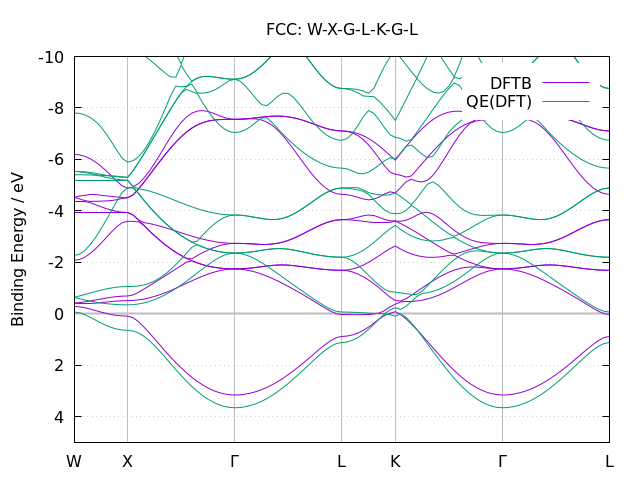 FCC: W-X-G-L-K-G-L
-10
DFTB
QE(DFT)
-8
-6
-4
-2
0
2
4
Binding Energy / eV
W X Γ L K Γ L